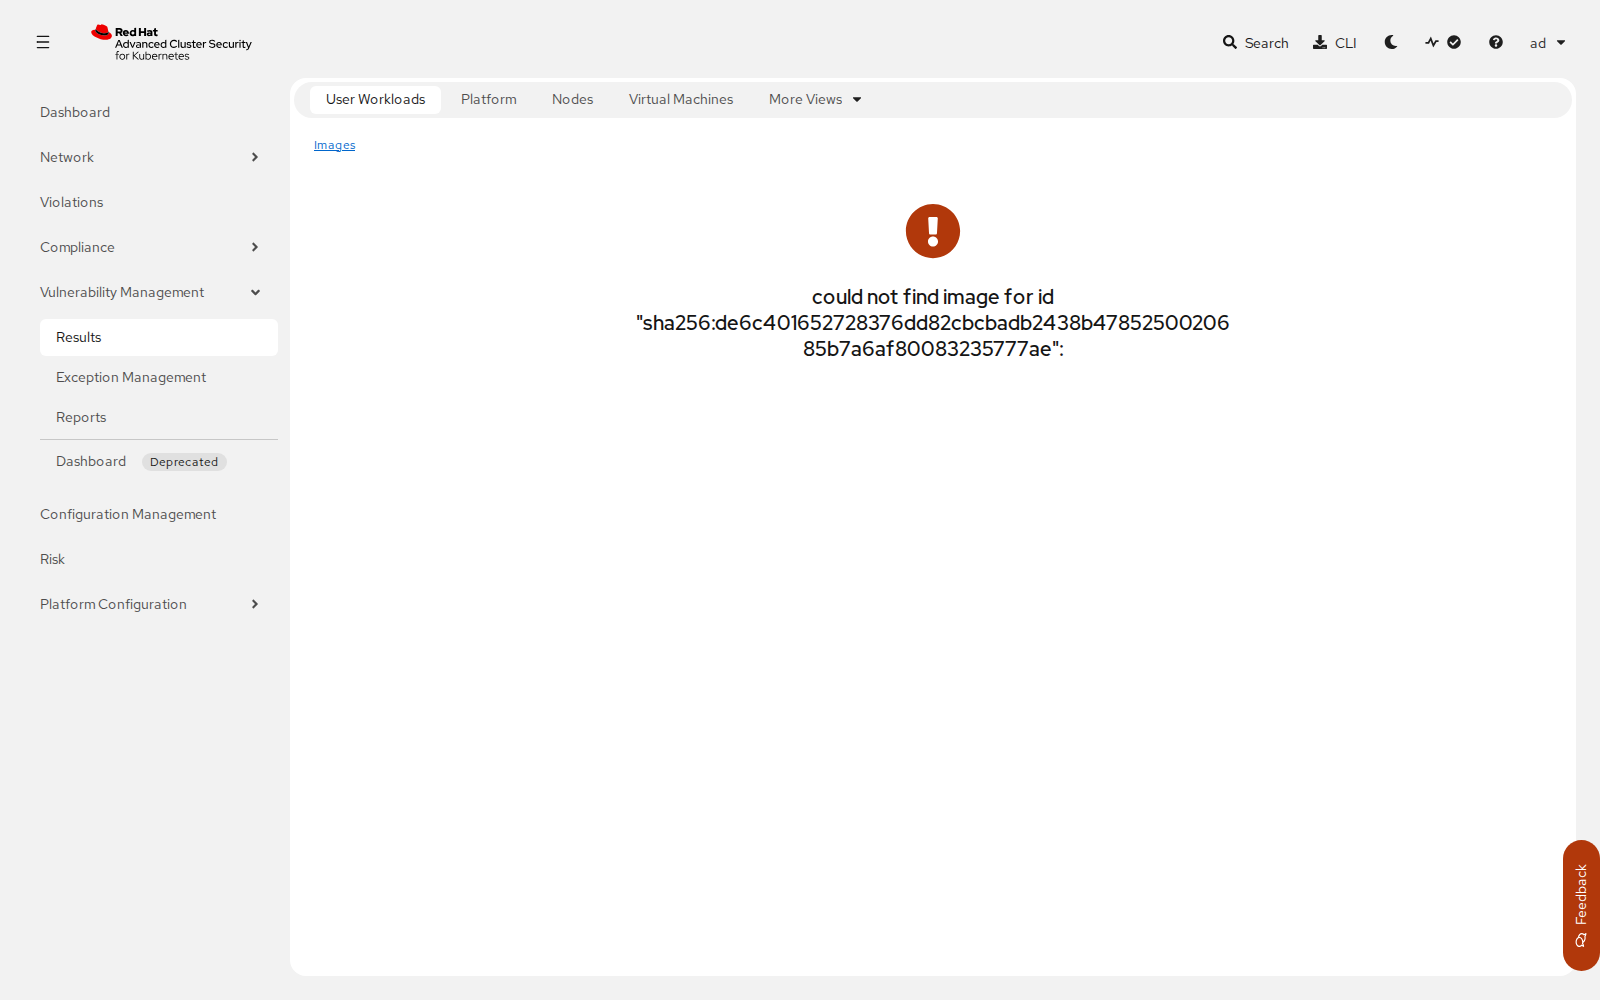 Red Hat
Advanced Cluster Security
for Kubernetes
Search
CLI
ad
Dashboard
Network
Violations
Compliance
Vulnerability Management
Results
Exception Management
Reports
Dashboard Deprecated
Configuration Management
Risk
Platform Configuration
User Workloads Platform Nodes Virtual Machines More Views
Images
could not find image for id
"sha256:de6c401652728376dd82cbcbadb2438b47852500206
85b7a6af80083235777ae":
Feedback